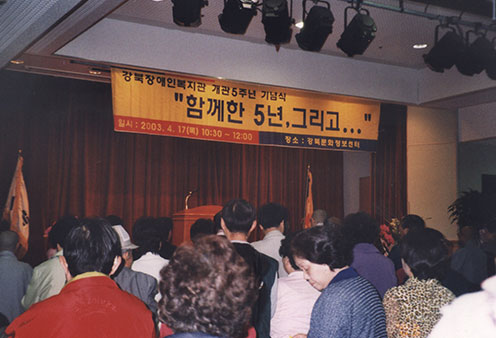 강북장애인복지관 개관5주년 기념식
"함께한 5년,그리고..."
일시 : 2003. 4. 17(목) 10:30 ~ 12:00 장소 : 강북문화정보센터